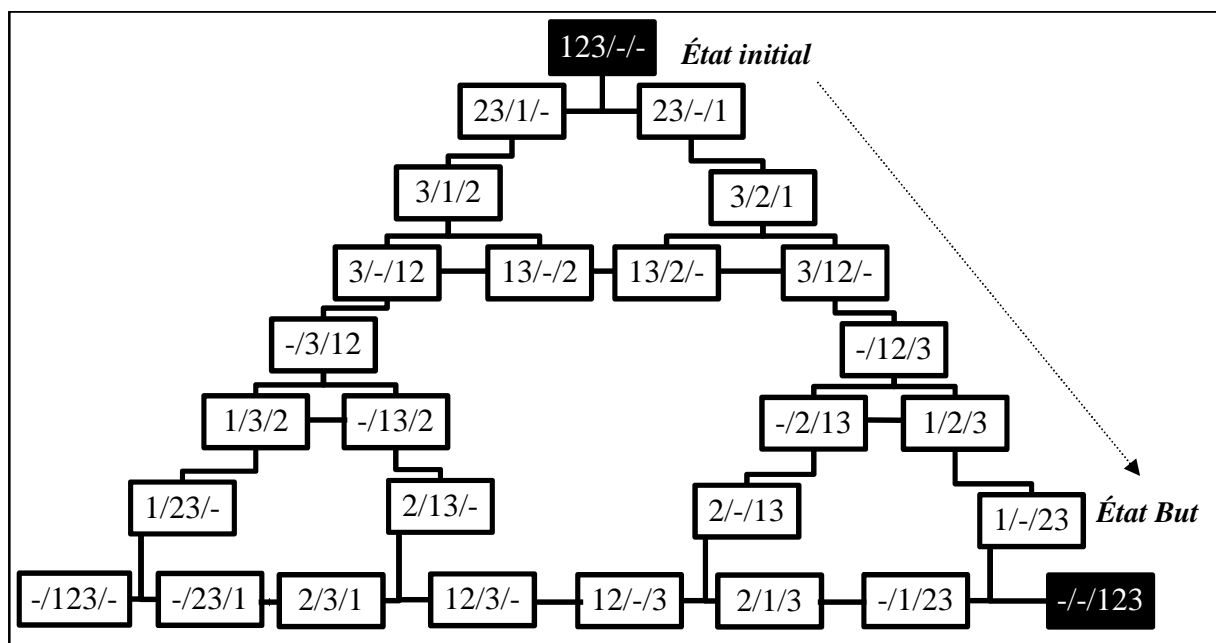 123/-/-
État initial
23/1/- 23/-/1
3/1/2 3/2/1
3/-/12 13/-/2 13/2/- 3/12/-
-/3/12 -/12/3
1/3/2 -/13/2 -/2/13 1/2/3
1/23/- 2/13/- 2/-/13 1/-/23 État But
-/123/- -/23/1 2/3/1 12/3/- 12/-/3 2/1/3 -/1/23 -/-/123